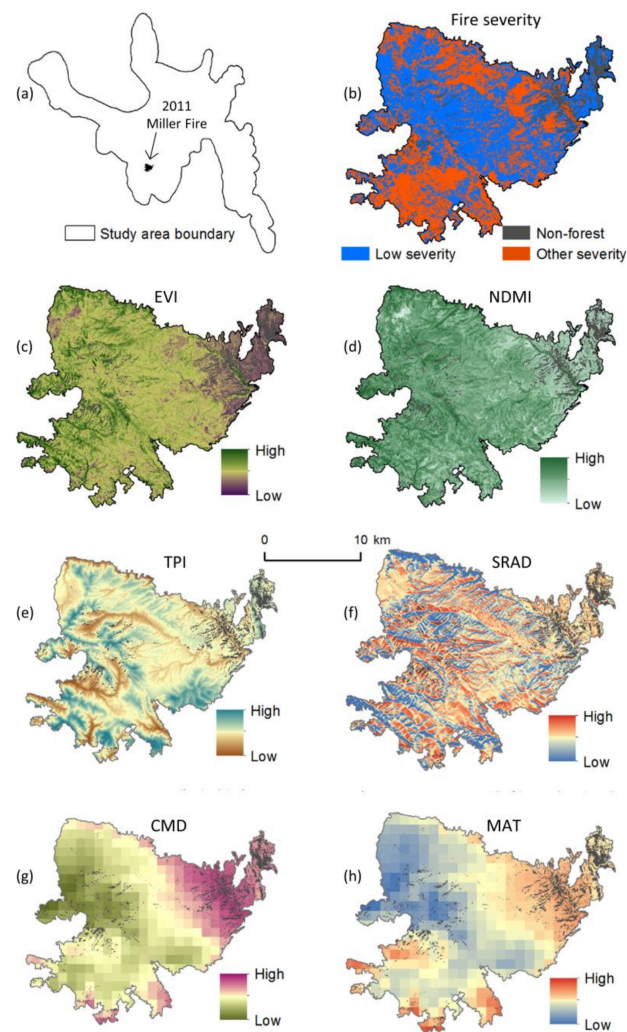 Fire severity
(a)
2011
Miller Fire
Study area boundary
(b)
Non-forest
Low severity
Other severity
EVI
(c)
High
Low
NDMI
(d)
High
Low
0
10 km
TPI
(e)
High
Low
SRAD
(f)
High
Low
CMD
(g)
High
Low
MAT
(h)
High
Low